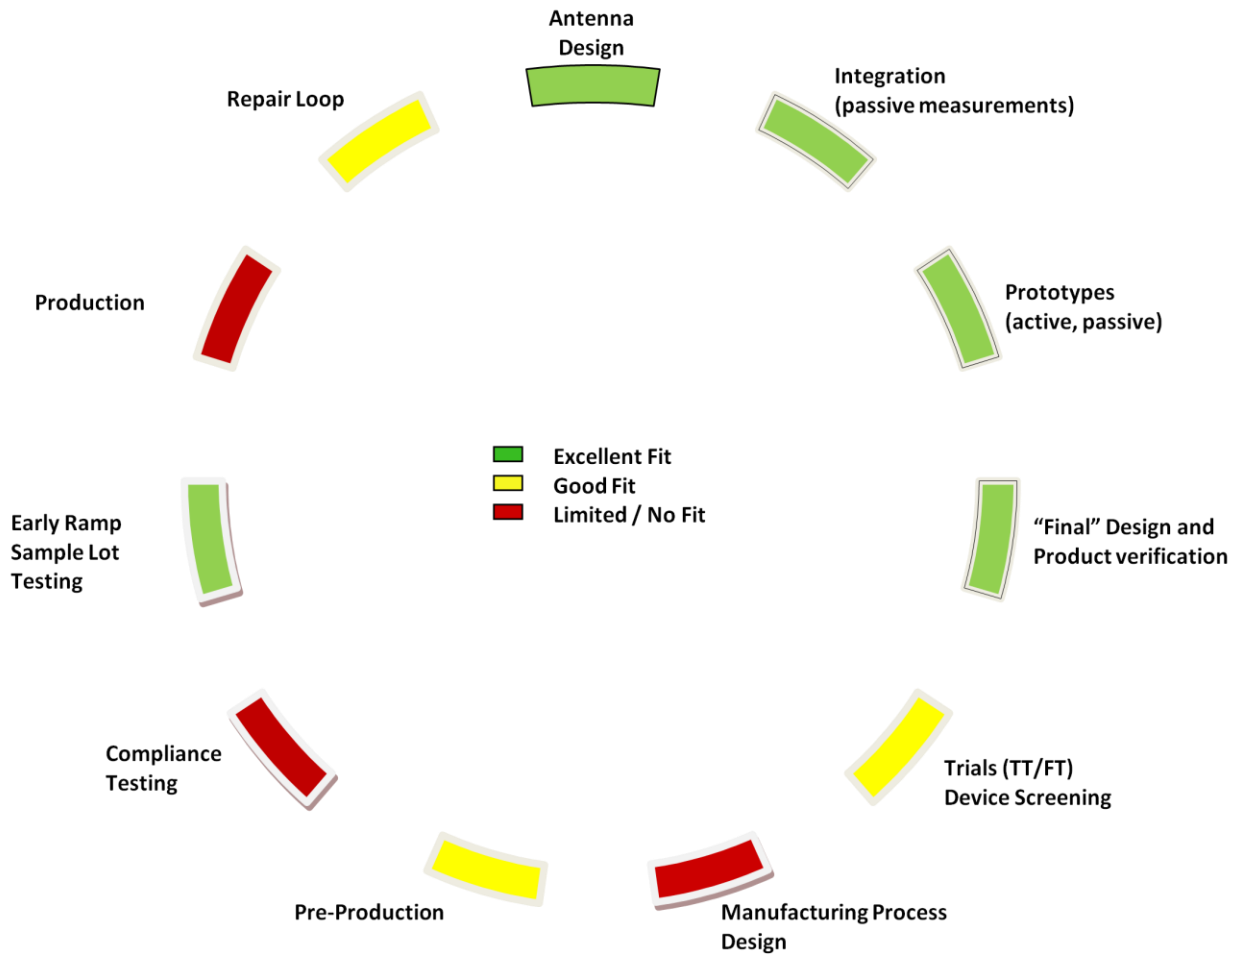 Antenna
Design
Integration
(passive measurements)
Repair Loop
Prototypes
(active, passive)
Production
Excellent Fit
Good Fit
Limited / No Fit
Early Ramp
Sample Lot
Testing
“Final” Design and
Product verification
Compliance
Testing
Trials (TT/FT)
Device Screening
Pre-Production
Manufacturing Process
Design